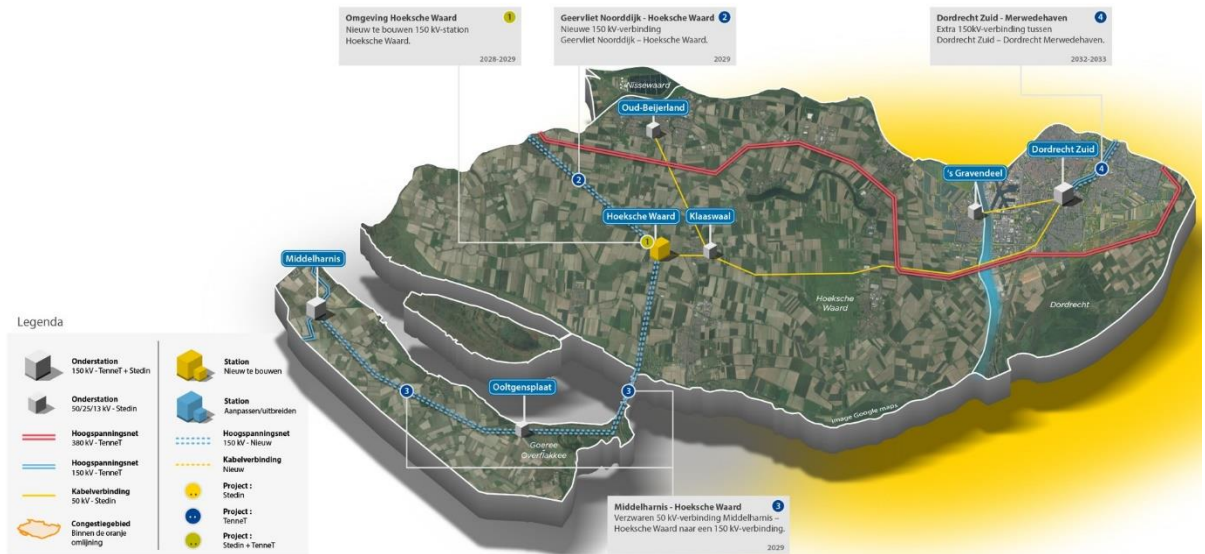 Omgeving Hoeksche Waard
1
Nieuw te bouwen 150 kV-station
Hoeksche Waard.
2028-2029
Geervliet Noorddijk - Hoeksche Waard
2
Nieuwe 150 kV-verbinding
Geervliet Noorddijk – Hoeksche Waard.
2029
Dordrecht Zuid - Merwedehaven
4
Extra 150kV-verbinding tussen
Dordrecht Zuid – Dordrecht Merwedehaven.
2032-2033
Nissewaard
Oud-Beijerland
Dordrecht Zuid
's Gravendeel
4
2
Hoeksche Waard
Klaaswaal
1
Middelharnis
Hoeksche
Waard
Dordrecht
3
Ooltgensplaat
3
Goeree
Overflakkee
Image Google maps
Middelharnis - Hoeksche Waard
3
Verzwaren 50 kV-verbinding Middelharnis –
Hoeksche Waard naar een 150 kV-verbinding.
2029
Legenda
Onderstation
150 kV - TenneT + Stedin
Onderstation
50/25/13 kV - Stedin
Hoogspanningsnet
380 kV - TenneT
Hoogspanningsnet
150 kV - TenneT
Kabelverbinding
50 kV - Stedin
Congestiegebied
Binnen de oranje
omlijning
Station
Nieuw te bouwen
Station
Aanpassen/uitbreiden
Hoogspanningsnet
150 kV - Nieuw
Kabelverbinding
Nieuw
Project :
Stedin
Project :
TenneT
Project :
Stedin + TenneT